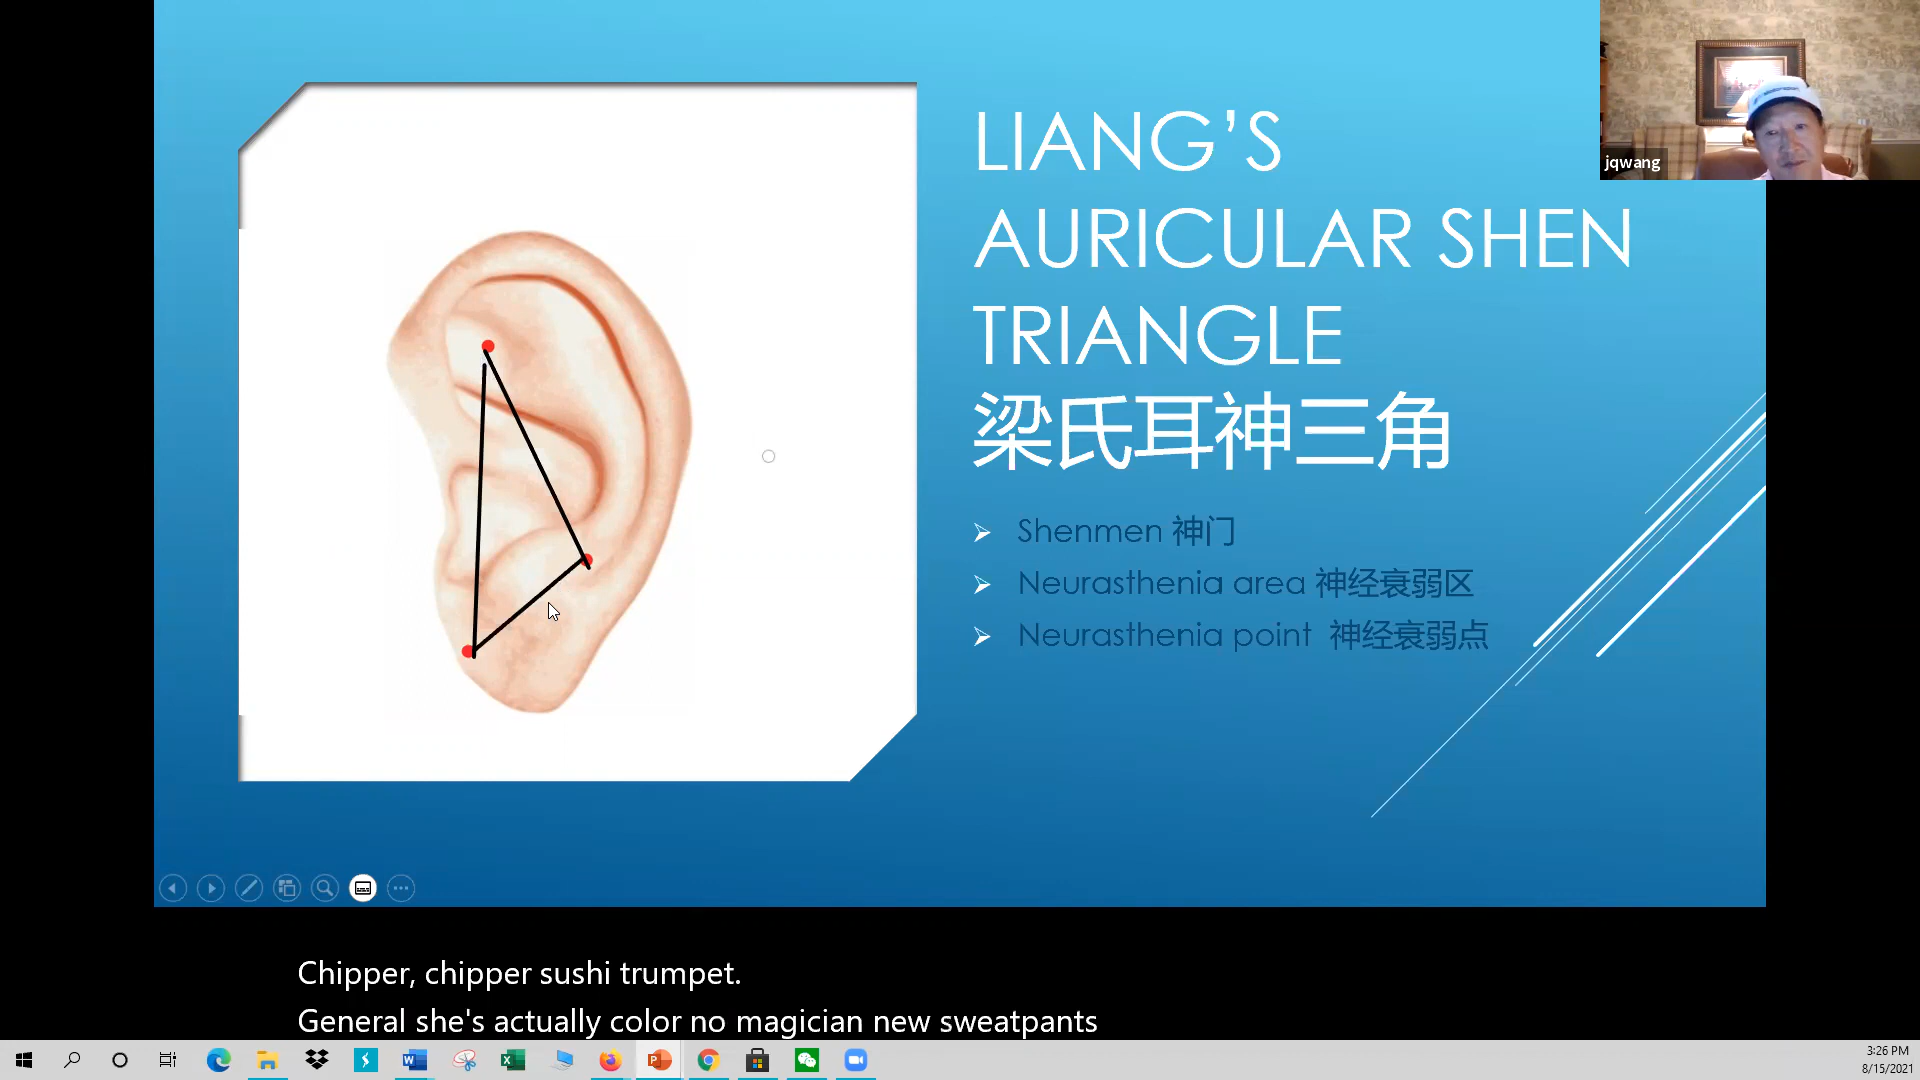 LIANG’S
AURICULAR SHEN
TRIANGLE
梁氏耳神三角
Shenmen 神门
Neurasthenia area 神经衰弱区
Neurasthenia point 神经衰弱点
jqwang
Chipper, chipper sushi trumpet.
General she's actually color no magician new sweatpants
3:26 PM
8/15/2021